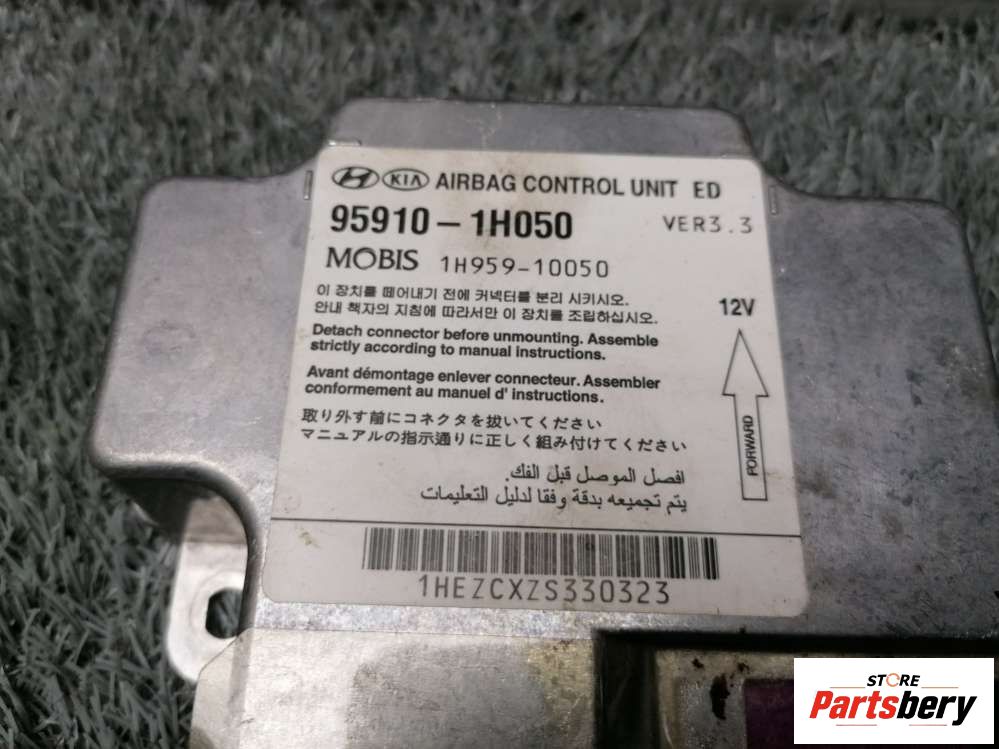 HYUNDAI KIA AIRBAG CONTROL UNIT ED
95910-1H050 VER3.3
MOBIS 1H959-10050
이 장치를 떼어내기 전에 커넥터를 분리 시키시오.
안내 책자의 지침에 따라서만 이 장치를 조립하십시오.
12V
Detach connector before unmounting. Assemble
strictly according to manual instructions.
Avant démontage enlever connecteur. Assembler
conformement au manuel d' instructions.
FORWARD
取り外す前にコネクタを抜いてください
マニュアルの指示通りに正しく組み付けてください
افصل الموصل قبل الفك.
يتم تجميعه بدقة وفقا لدليل التعليمات
1HEZCXZS330323
STORE
Partsbery